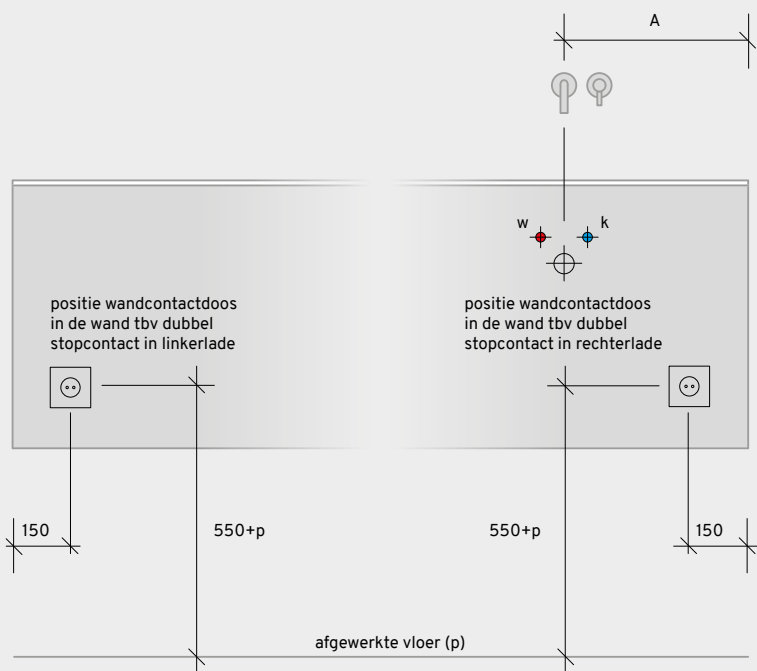 A
w
k
positie wandcontactdoos
in de wand tbv dubbel
stopcontact in linkerlade
positie wandcontactdoos
in de wand tbv dubbel
stopcontact in rechterlade
150
550+p
550+p
150
afgewerkte vloer (p)